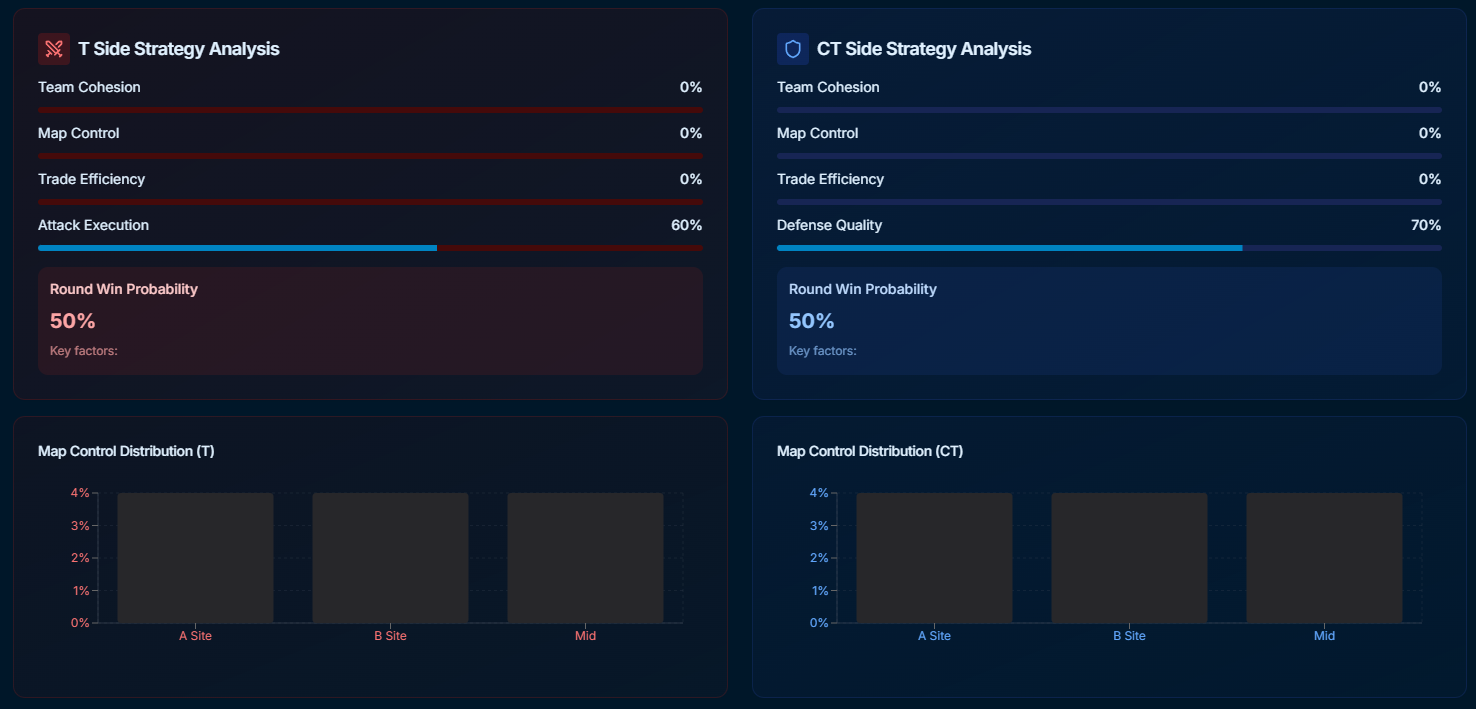 T Side Strategy Analysis
Team Cohesion 0%
Map Control 0%
Trade Efficiency 0%
Attack Execution 60%
Round Win Probability
50%
Key factors:
CT Side Strategy Analysis
Team Cohesion 0%
Map Control 0%
Trade Efficiency 0%
Defense Quality 70%
Round Win Probability
50%
Key factors:
Map Control Distribution (T)
4%
3%
2%
1%
0%
A Site B Site Mid
Map Control Distribution (CT)
4%
3%
2%
1%
0%
A Site B Site Mid